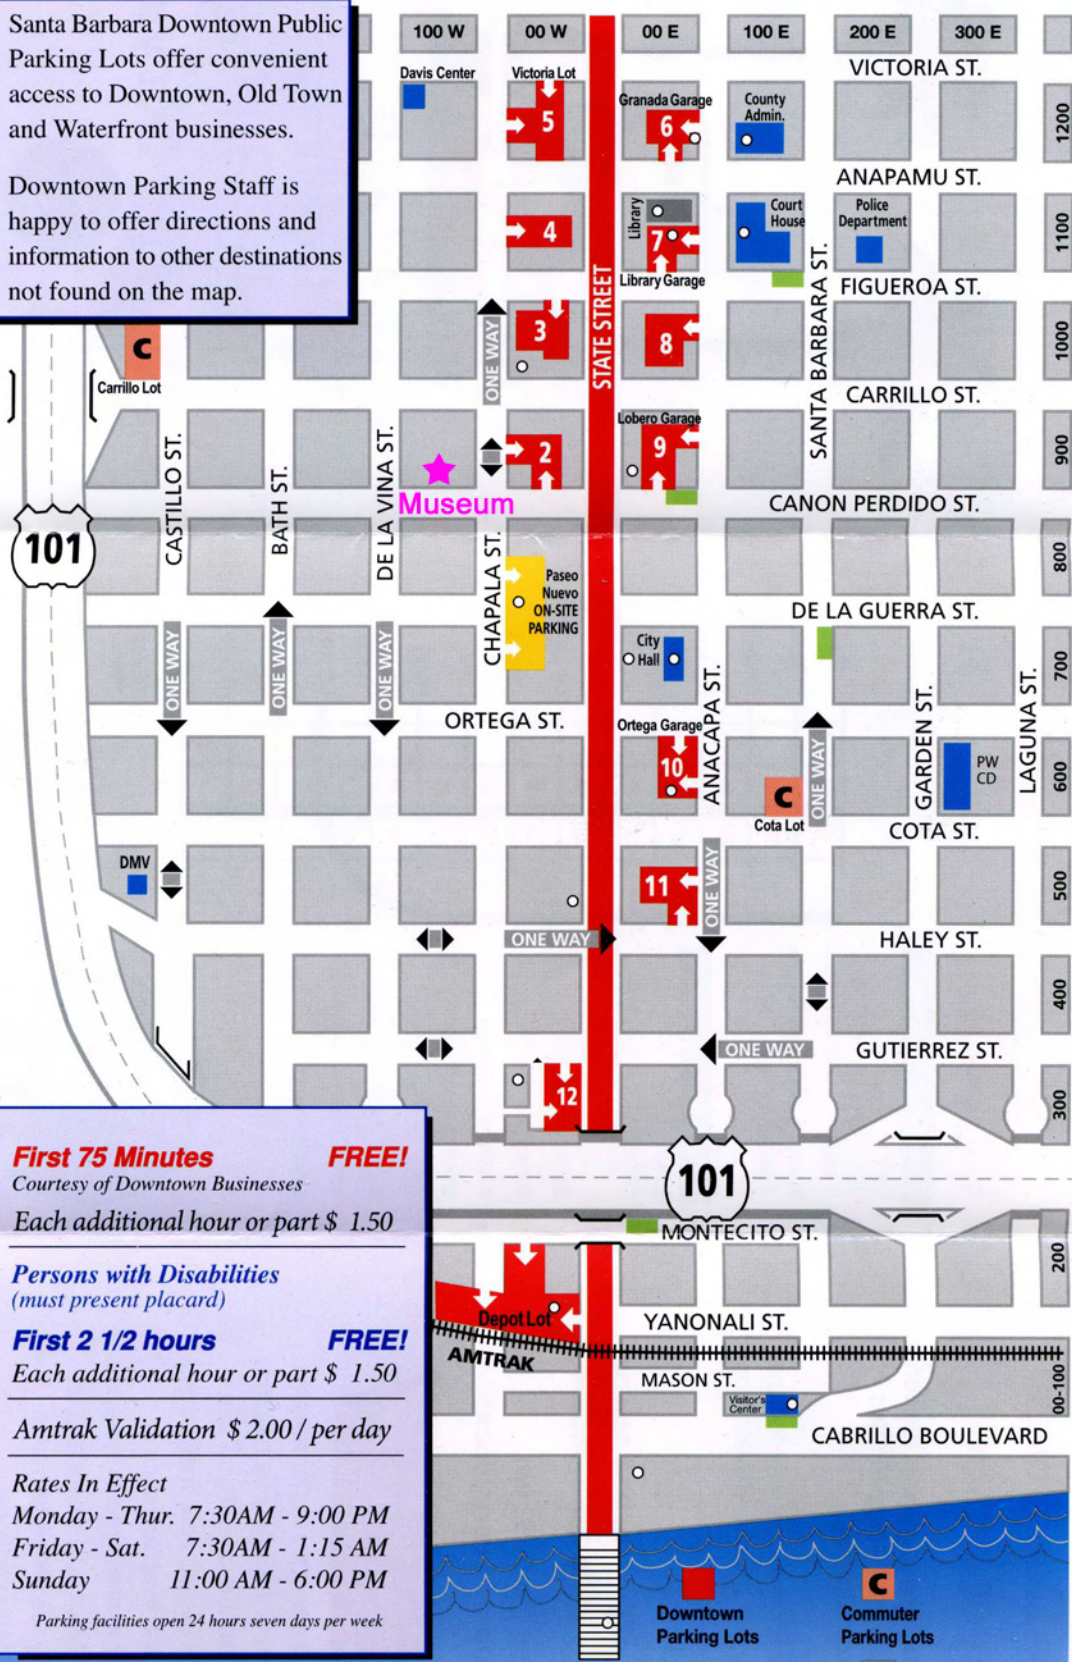 Santa Barbara Downtown Public
Parking Lots offer convenient
access to Downtown, Old Town
and Waterfront businesses.
Downtown Parking Staff is
happy to offer directions and
information to other destinations
not found on the map.
100 W
00 W
00 E
100 E
200 E
300 E
VICTORIA ST.
Davis Center
Victoria Lot
5
Granada Garage
6
County
Admin.
1200
ANAPAMU ST.
4
Library
7
Library Garage
Court
House
Police
Department
1100
FIGUEROA ST.
STATE STREET
SANTA BARBARA ST.
C
Carrillo Lot
ONE WAY
3
8
1000
CARRILLO ST.
CASTILLO ST.
BATH ST.
DE LA VINA ST.
Museum
2
Lobero Garage
9
900
CANON PERDIDO ST.
101
CHAPALA ST.
Paseo
Nuevo
ON-SITE
PARKING
800
DE LA GUERRA ST.
ONE WAY
ONE WAY
ONE WAY
City
Hall
ANACAPA ST.
GARDEN ST.
LAGUNA ST.
700
ORTEGA ST.
Ortega Garage
10
C
Cota Lot
ONE WAY
PW
CD
600
COTA ST.
DMV
11
ONE WAY
500
ONE WAY
HALEY ST.
400
ONE WAY
GUTIERREZ ST.
12
300
101
First 75 Minutes FREE!
Courtesy of Downtown Businesses
Each additional hour or part $ 1.50
Persons with Disabilities
(must present placard)
First 2 1/2 hours FREE!
Each additional hour or part $ 1.50
Amtrak Validation $ 2.00 / per day
Rates In Effect
Monday - Thur. 7:30AM - 9:00 PM
Friday - Sat. 7:30AM - 1:15 AM
Sunday 11:00 AM - 6:00 PM
Parking facilities open 24 hours seven days per week
MONTECITO ST.
200
Depot Lot
YANONALI ST.
AMTRAK
MASON ST.
Visitor's
Center
00-100
CABRILLO BOULEVARD
Downtown
Parking Lots
C
Commuter
Parking Lots